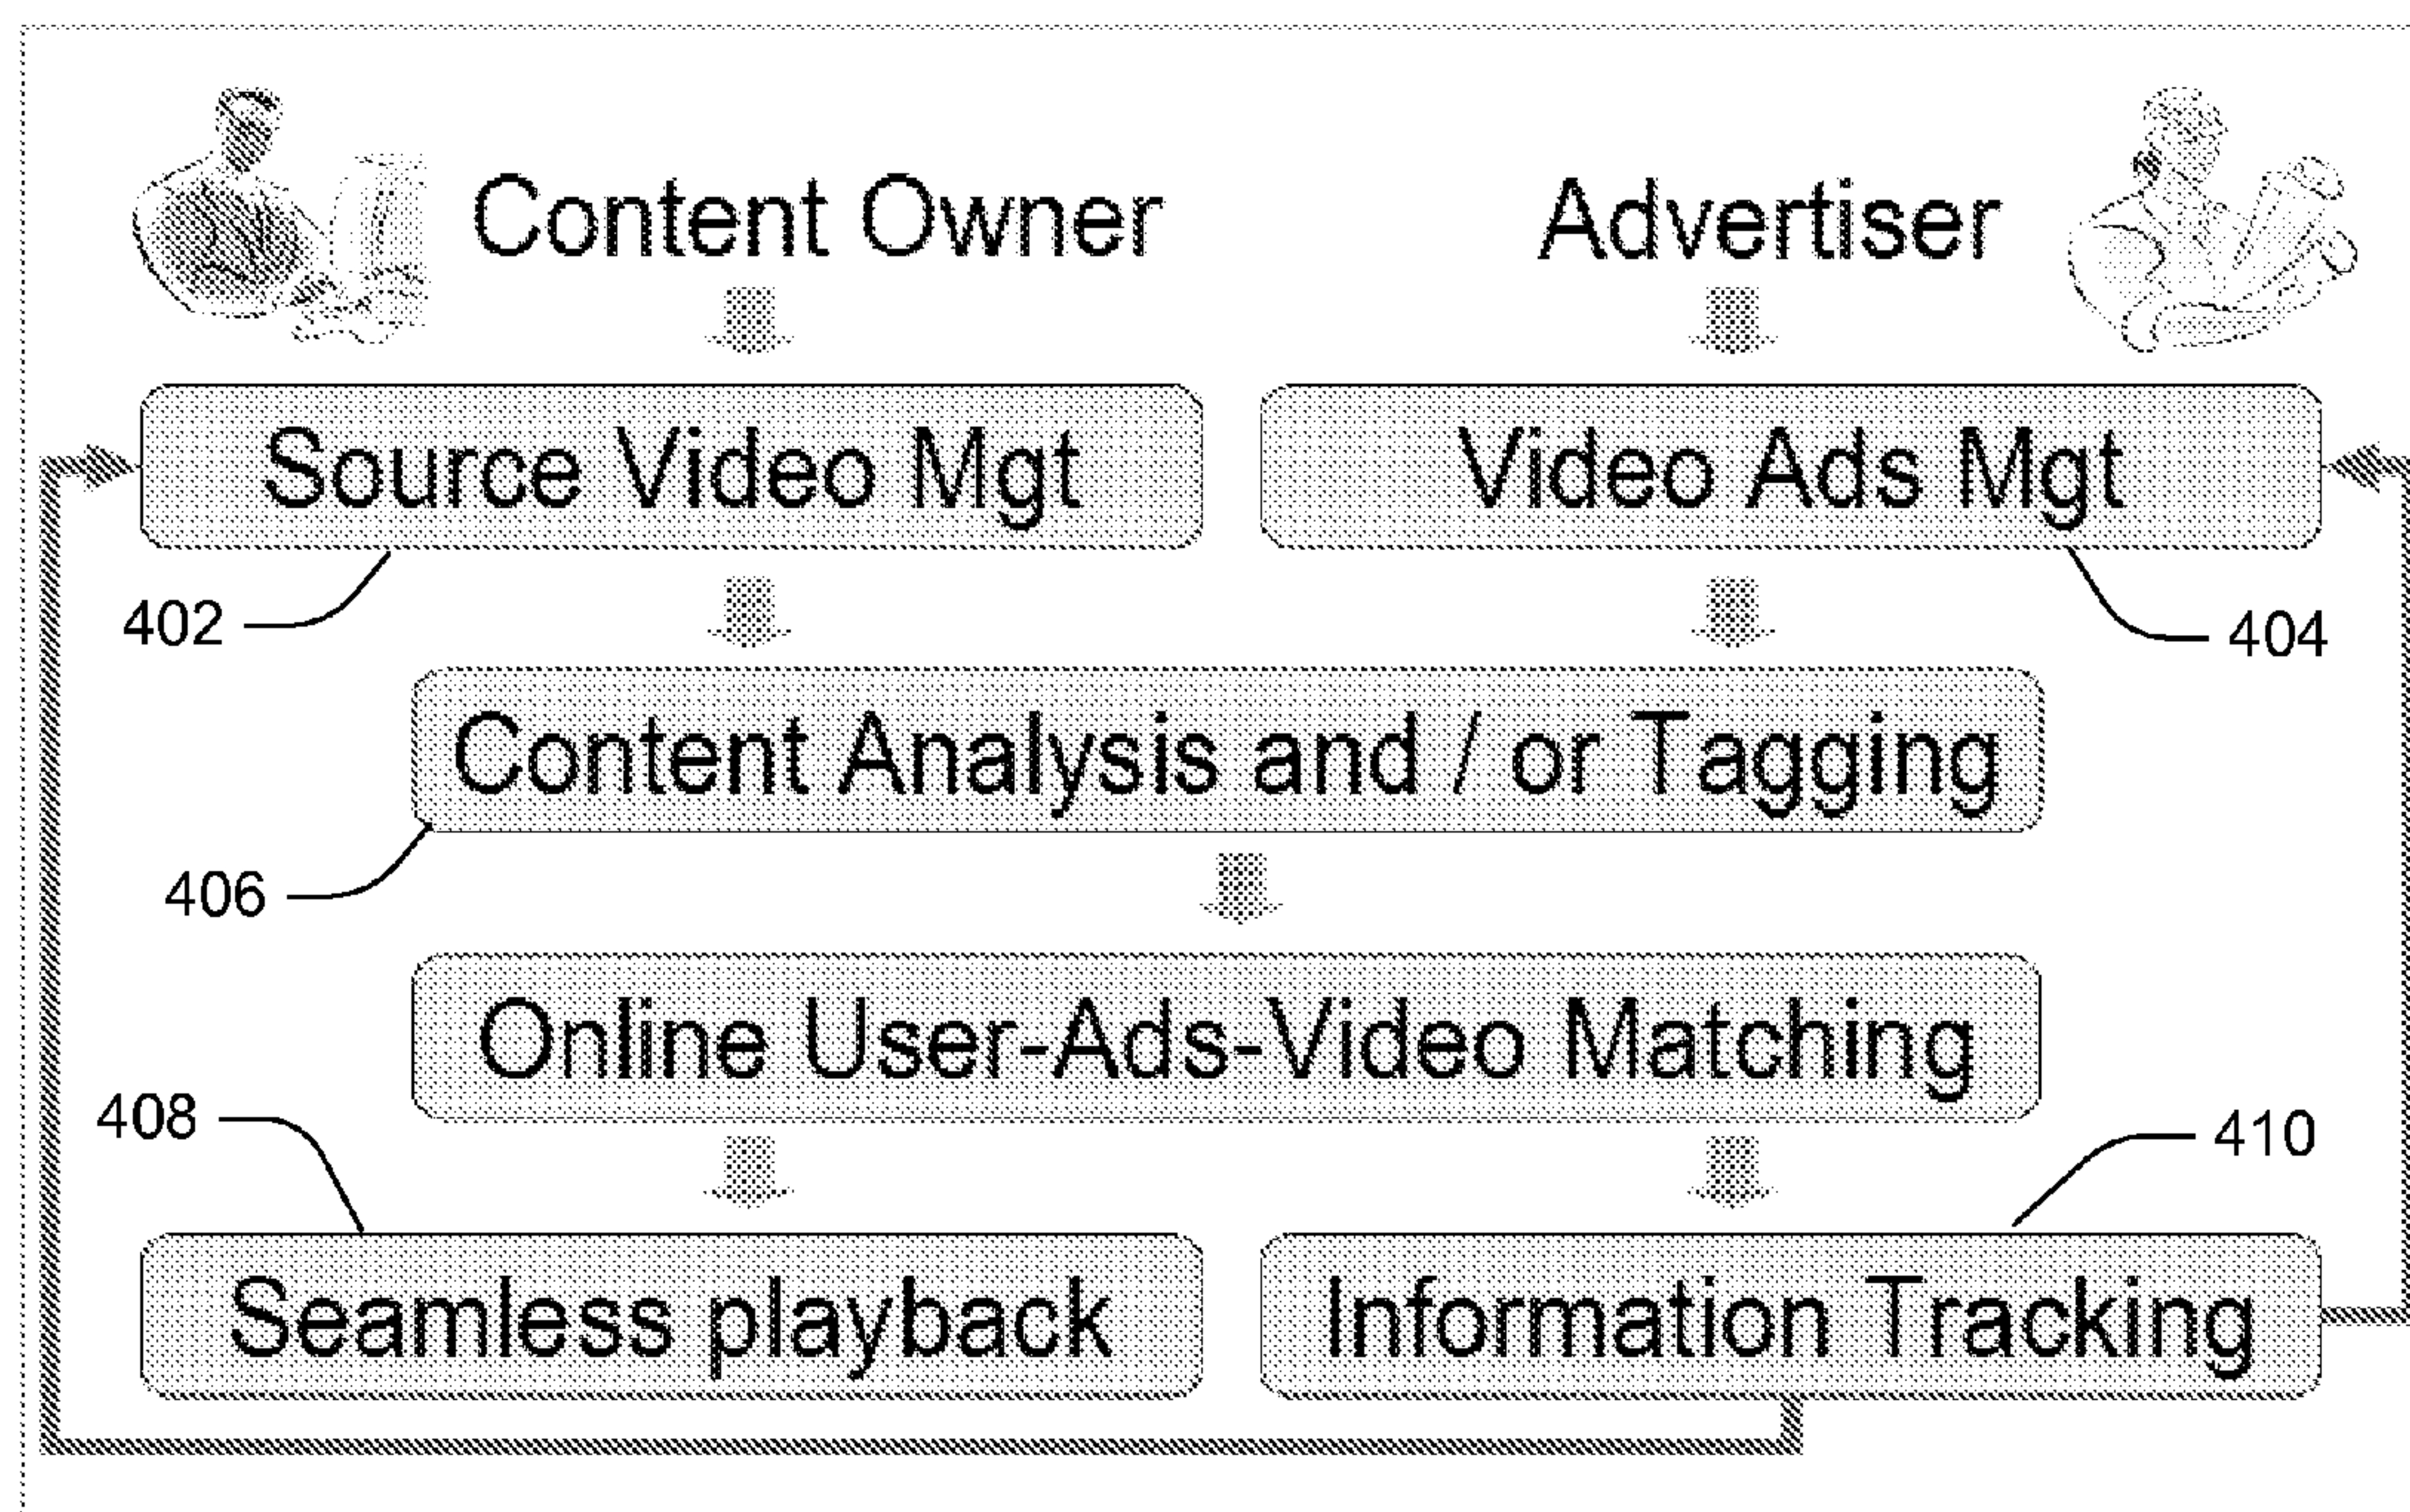 Content Owner
Advertiser
Source Video Mgt
Video Ads Mgt
402
404
Content Analysis and / or Tagging
406
Online User-Ads-Video Matching
408
410
Seamless playback
Information Tracking